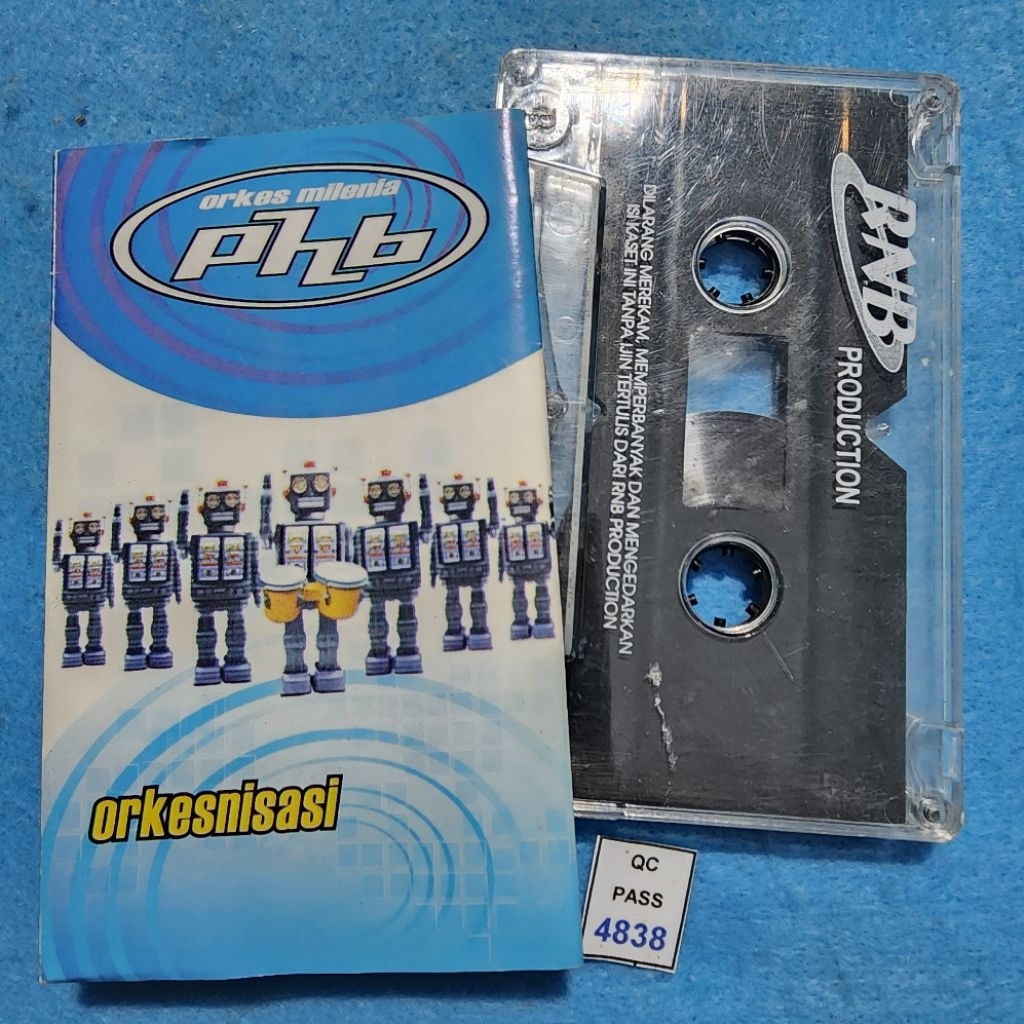 orkes milenia
phb
orkesnisasi
RNB
PRODUCTION
DILARANG MEREKAM, MEMPERBANYAK DAN MENGEDARKAN
ISI KASET INI TANPA IJIN TERTULIS DARI RNB PRODUCTION
QC
PASS
4838